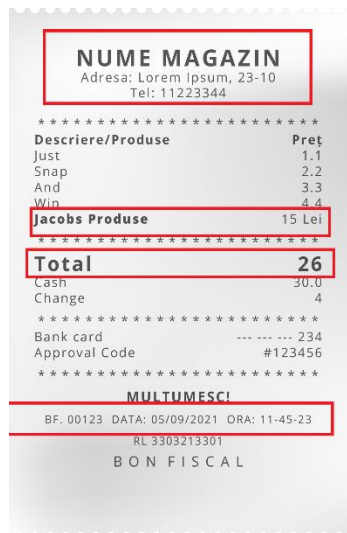 NUME MAGAZIN
Adresa: Lorem Ipsum, 23-10
Tel: 11223344
* * * * * * * * * * * * * * * * * * * * * * * *
Descriere/Produse Preț
Just 1.1
Snap 2.2
And 3.3
Win 4.4
Jacobs Produse 15 Lei
* * * * * * * * * * * * * * * * * * * * * * * *
Total 26
Cash 30.0
Change 4
* * * * * * * * * * * * * * * * * * * * * * * *
Bank card --- --- --- 234
Approval Code #123456
* * * * * * * * * * * * * * * * * * * * * * * *
MULTUMESC!
BF. 00123 DATA: 05/09/2021 ORA: 11-45-23
RL 3303213301
BON FISCAL